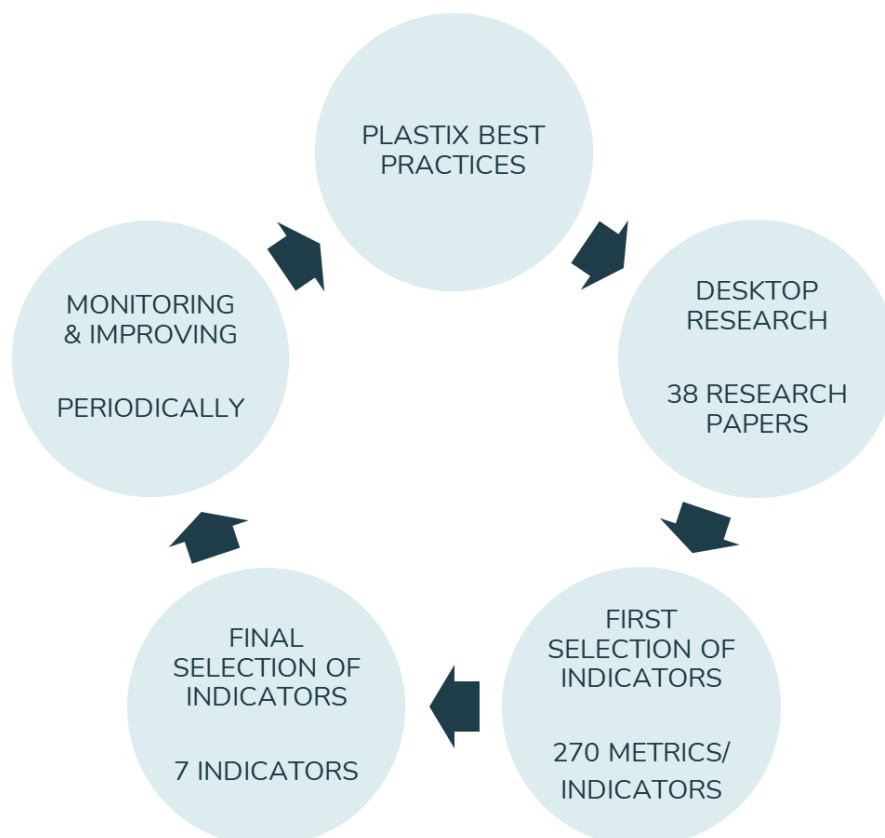 PLASTIX BEST
PRACTICES
DESKTOP
RESEARCH
38 RESEARCH
PAPERS
FIRST
SELECTION OF
INDICATORS
270 METRICS/
INDICATORS
FINAL
SELECTION OF
INDICATORS
7 INDICATORS
MONITORING
& IMPROVING
PERIODICALLY